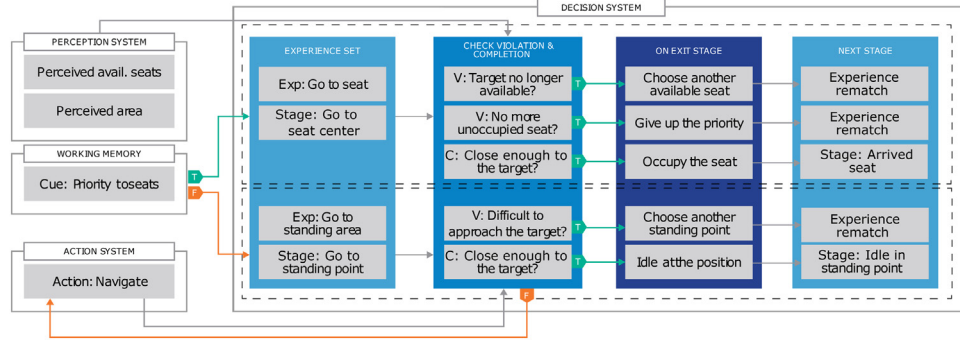 DECISION SYSTEM
PERCEPTION SYSTEM
Perceived avail. seats
Perceived area
WORKING MEMORY
Cue: Priority toseats
T
F
ACTION SYSTEM
Action: Navigate
EXPERIENCE SET
Exp: Go to seat
Stage: Go to
seat center
Exp: Go to
standing area
Stage: Go to
standing point
CHECK VIOLATION &
COMPLETION
V: Target no longer
available?
T
V: No more
unoccupied seat?
T
C: Close enough to
the target?
T
V: Difficult to
approach the target?
T
C: Close enough to
the target?
T
F
ON EXIT STAGE
Choose another
available seat
Give up the priority
Occupy the seat
Choose another
standing point
Idle atthe position
NEXT STAGE
Experience
rematch
Experience
rematch
Stage: Arrived
seat
Experience
rematch
Stage: Idle in
standing point